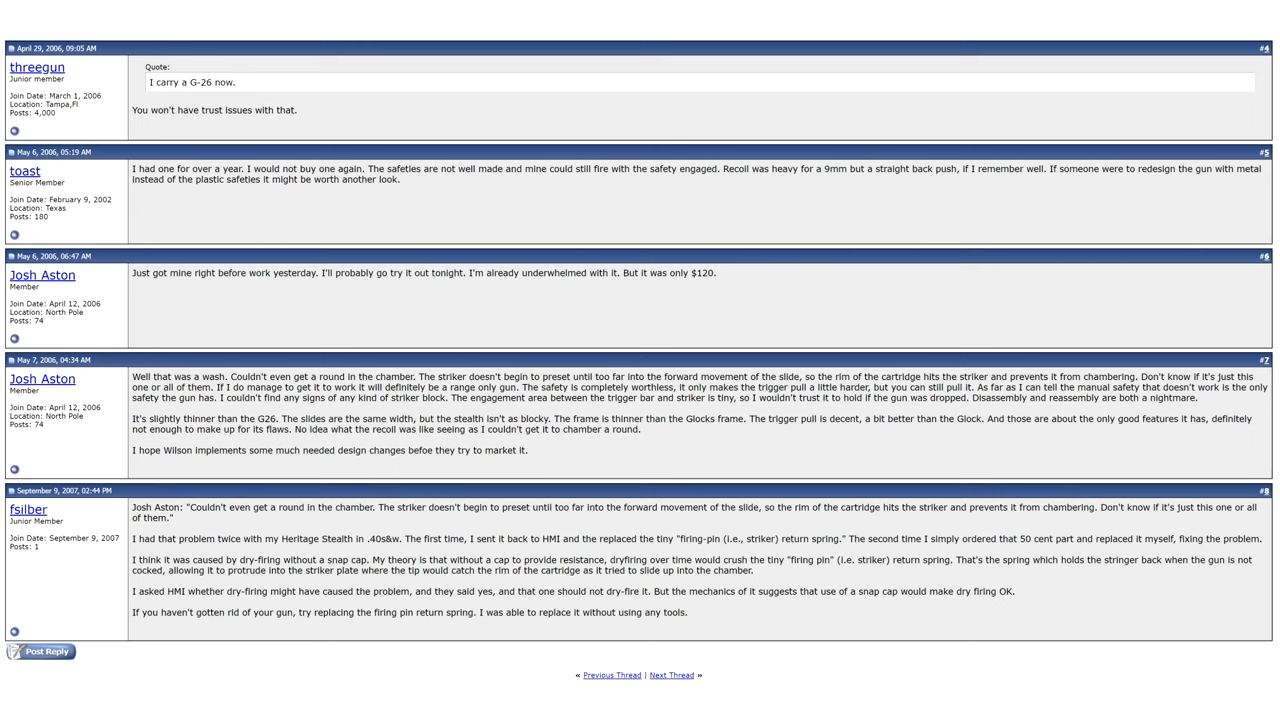 April 29, 2006, 09:05 AM
#4
threegun
Junior member
Join Date: March 1, 2006
Location: Tampa,Fl
Posts: 4,000
Quote:
I carry a G-26 now.
You won't have trust issues with that.
May 6, 2006, 05:19 AM
#5
toast
Senior Member
Join Date: February 9, 2002
Location: Texas
Posts: 180
I had one for over a year. I would not buy one again. The safeties are not well made and mine could still fire with the safety engaged. Recoil was heavy for a 9mm but a straight back push, if I remember well. If someone were to redesign the gun with metal
instead of the plastic safeties it might be worth another look.
May 6, 2006, 06:47 AM
#6
Josh Aston
Member
Join Date: April 12, 2006
Location: North Pole
Posts: 74
Just got mine right before work yesterday. I'll probably go try it out tonight. I'm already underwhelmed with it. But it was only $120.
May 7, 2006, 04:34 AM
#7
Josh Aston
Member
Join Date: April 12, 2006
Location: North Pole
Posts: 74
Well that was a wash. Couldn't even get a round in the chamber. The striker doesn't begin to preset until too far into the forward movement of the slide, so the rim of the cartridge hits the striker and prevents it from chambering. Don't know if it's just this
one or all of them. If I do manage to get it to work it will definitely be a range only gun. The safety is completely worthless, it only makes the trigger pull a little harder, but you can still pull it. As far as I can tell the manual safety that doesn't work is the only
safety the gun has. I couldn't find any signs of any kind of striker block. The engagement area between the trigger bar and striker is tiny, so I wouldn't trust it to hold if the gun was dropped. Disassembly and reassembly are both a nightmare.
It's slightly thinner than the G26. The slides are the same width, but the stealth isn't as blocky. The frame is thinner than the Glocks frame. The trigger pull is decent, a bit better than the Glock. And those are about the only good features it has, definitely
not enough to make up for its flaws. No idea what the recoil was like seeing as I couldn't get it to chamber a round.
I hope Wilson implements some much needed design changes befoe they try to market it.
September 9, 2007, 02:44 PM
#8
fsilber
Junior Member
Join Date: September 9, 2007
Posts: 1
Josh Aston: "Couldn't even get a round in the chamber. The striker doesn't begin to preset until too far into the forward movement of the slide, so the rim of the cartridge hits the striker and prevents it from chambering. Don't know if it's just this one or all
of them."
I had that problem twice with my Heritage Stealth in .40s&w. The first time, I sent it back to HMI and the replaced the tiny "firing-pin (i.e., striker) return spring." The second time I simply ordered that 50 cent part and replaced it myself, fixing the problem.
I think it was caused by dry-firing without a snap cap. My theory is that without a cap to provide resistance, dryfiring over time would crush the tiny "firing pin" (i.e. striker) return spring. That's the spring which holds the stringer back when the gun is not
cocked, allowing it to protrude into the striker plate where the tip would catch the rim of the cartridge as it tried to slide up into the chamber.
I asked HMI whether dry-firing might have caused the problem, and they said yes, and that one should not dry-fire it. But the mechanics of it suggests that use of a snap cap would make dry firing OK.
If you haven't gotten rid of your gun, try replacing the firing pin return spring. I was able to replace it without using any tools.
Post Reply
« Previous Thread | Next Thread »